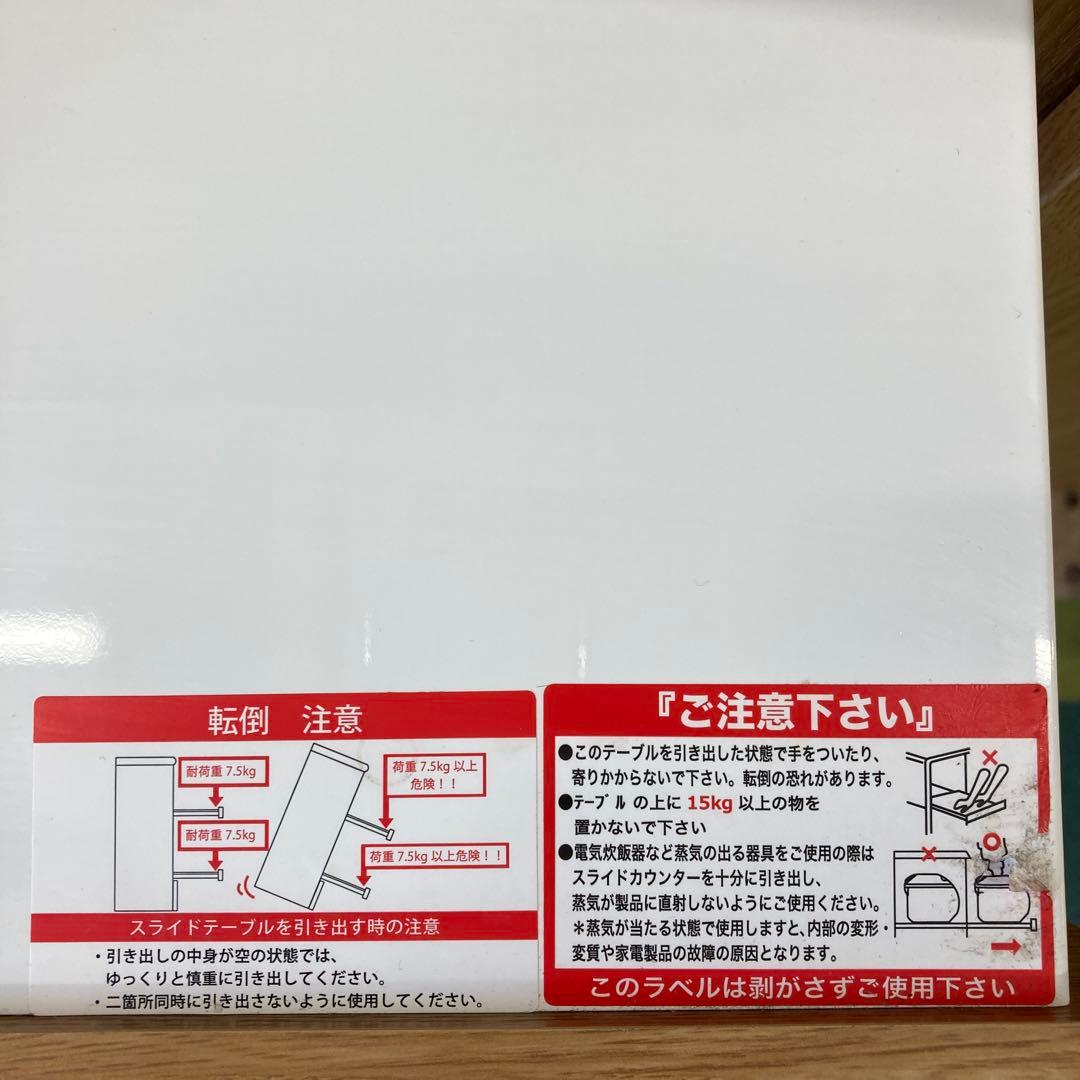 転倒　注意
耐荷重 7.5kg
耐荷重 7.5kg
荷重 7.5kg 以上
危険！！
荷重 7.5kg 以上危険！！
スライドテーブルを引き出す時の注意
・引き出しの中身が空の状態では、
ゆっくりと慎重に引き出してください。
・二箇所同時に引き出さないように使用してください。
『ご注意下さい』
●このテーブルを引き出した状態で手をついたり、
寄りかからないで下さい。転倒の恐れがあります。
●ﾃｰﾌﾞﾙ の上に 15kg 以上の物を
置かないで下さい
●電気炊飯器など蒸気の出る器具をご使用の際は
スライドカウンターを十分に引き出し、
蒸気が製品に直射しないようにご使用ください。
＊蒸気が当たる状態で使用しますと、内部の変形・
変質や家電製品の故障の原因となります。
このラベルは剥がさずご使用下さい